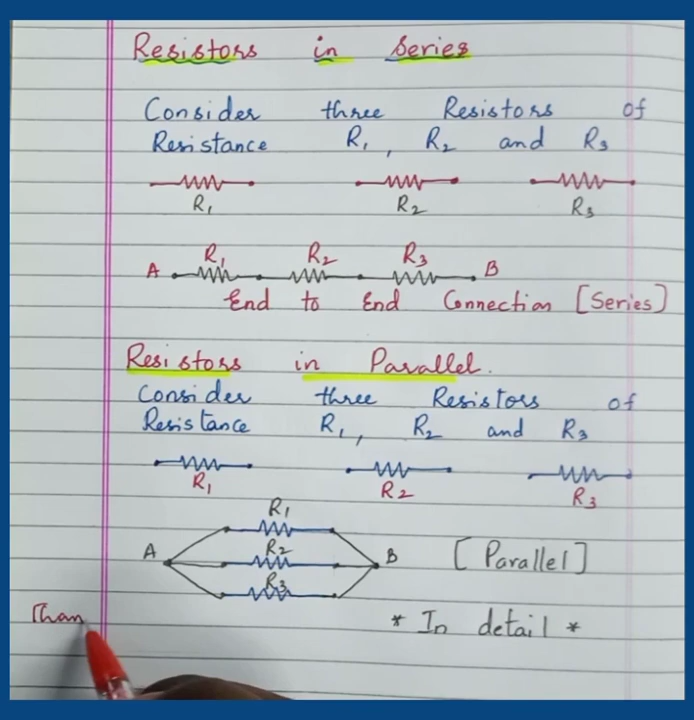 Resistors in Series
Consider three Resistors of
Resistance R₁, R₂ and R₃
R₁ R₂ R₃
R₁ R₂ R₃
A B
End to End Connection [Series]
Resistors in Parallel.
Consider three Resistors of
Resistance R₁, R₂ and R₃
R₁ R₂ R₃
R₁
A R₂ B [Parallel]
R₃
Than * In detail *